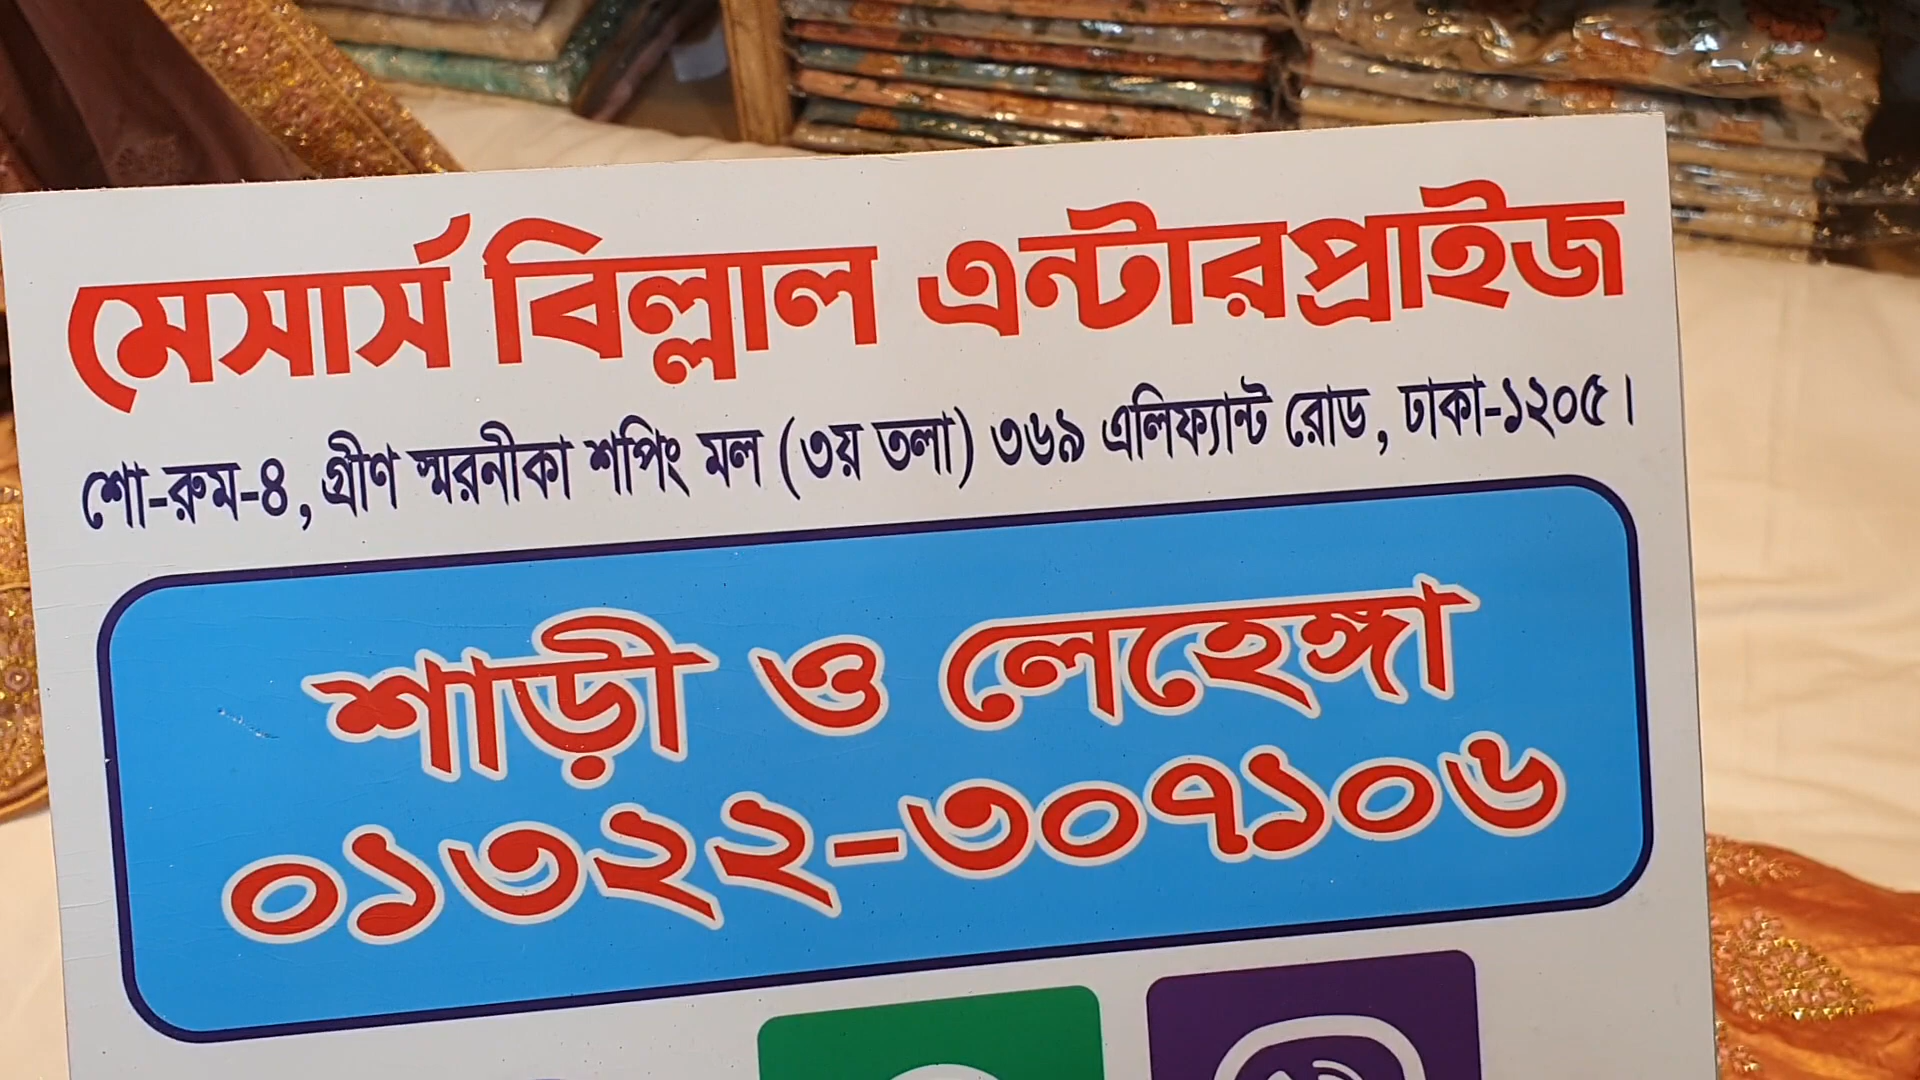 মেসার্স বিল্লাল এন্টারপ্রাইজ
শো-রুম-৪, গ্রীণ স্মরনীকা শপিং মল (৩য় তলা) ৩৬৯ এলিফ্যান্ট রোড, ঢাকা-১২০৫।
শাড়ী ও লেহেঙ্গা
০১৩২২-৩০৭১০৬